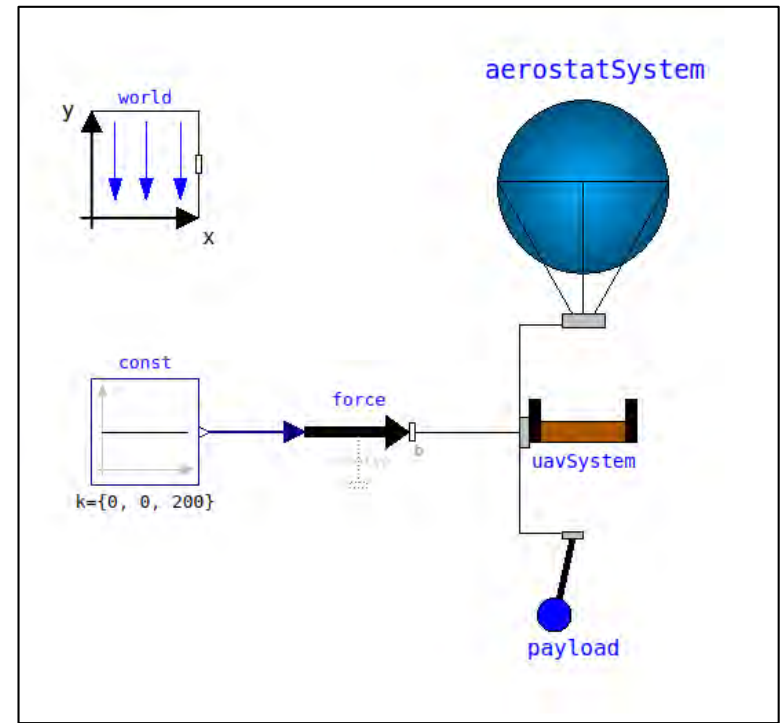 aerostatSystem
world
y
x
const
force
b
uavSystem
k={0, 0, 200}
payload